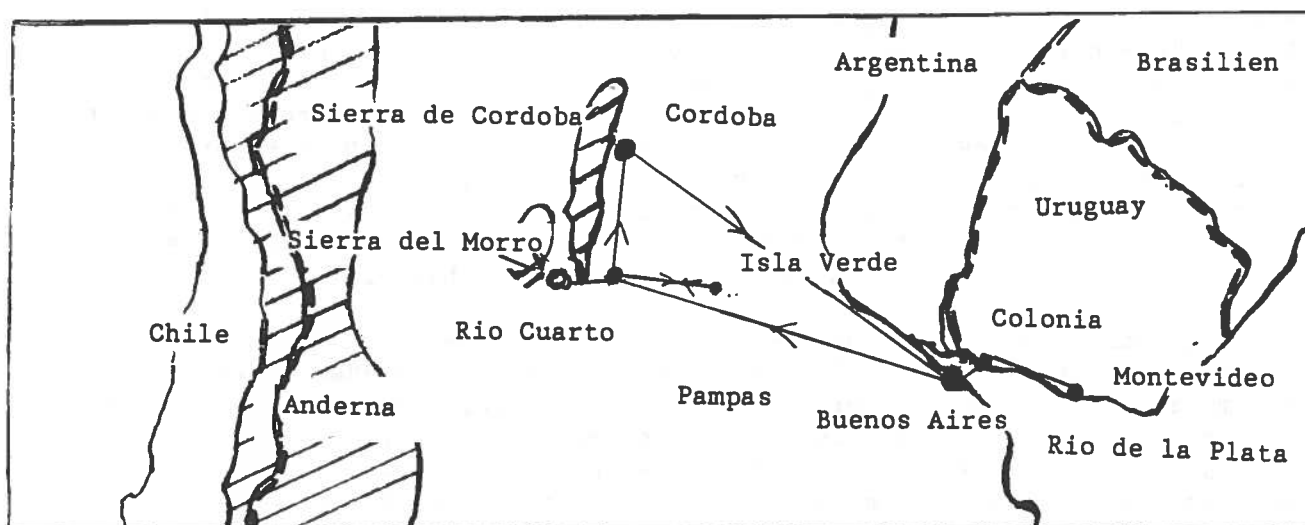 Argentina
Brasilien
Sierra de Cordoba
Cordoba
Uruguay
Sierra del Morro
Isla Verde
Chile
Rio Cuarto
Colonia
Anderna
Pampas
Montevideo
Buenos Aires
Rio de la Plata